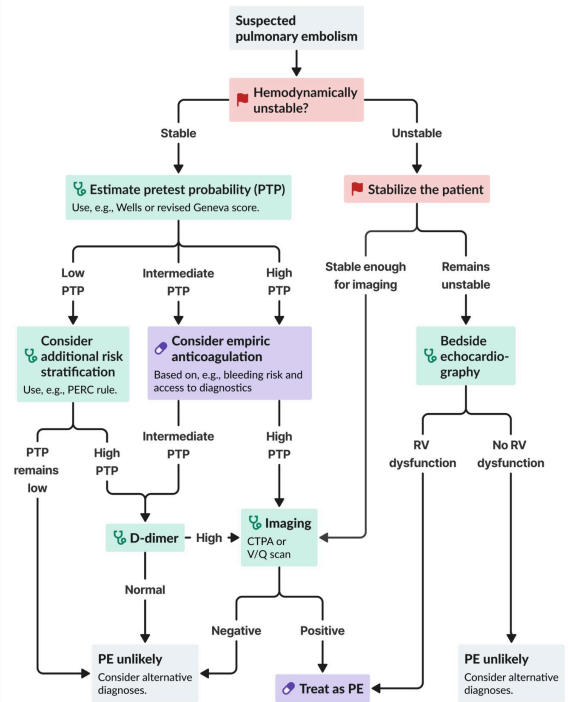 Suspected
pulmonary embolism
Hemodynamically
unstable?
Stable
Unstable
Estimate pretest probability (PTP)
Use, e.g., Wells or revised Geneva score.
Stabilize the patient
Low
PTP
Intermediate
PTP
High
PTP
Stable enough
for imaging
Remains
unstable
Consider
additional risk
stratification
Use, e.g., PERC rule.
Consider empiric
anticoagulation
Based on, e.g., bleeding risk and
access to diagnostics
Bedside
echocardio-
graphy
PTP
remains
low
High
PTP
Intermediate
PTP
High
PTP
RV
dysfunction
No RV
dysfunction
D-dimer
High
Imaging
CTPA or
V/Q scan
Normal
Negative
Positive
PE unlikely
Consider alternative
diagnoses.
Treat as PE
PE unlikely
Consider alternative
diagnoses.